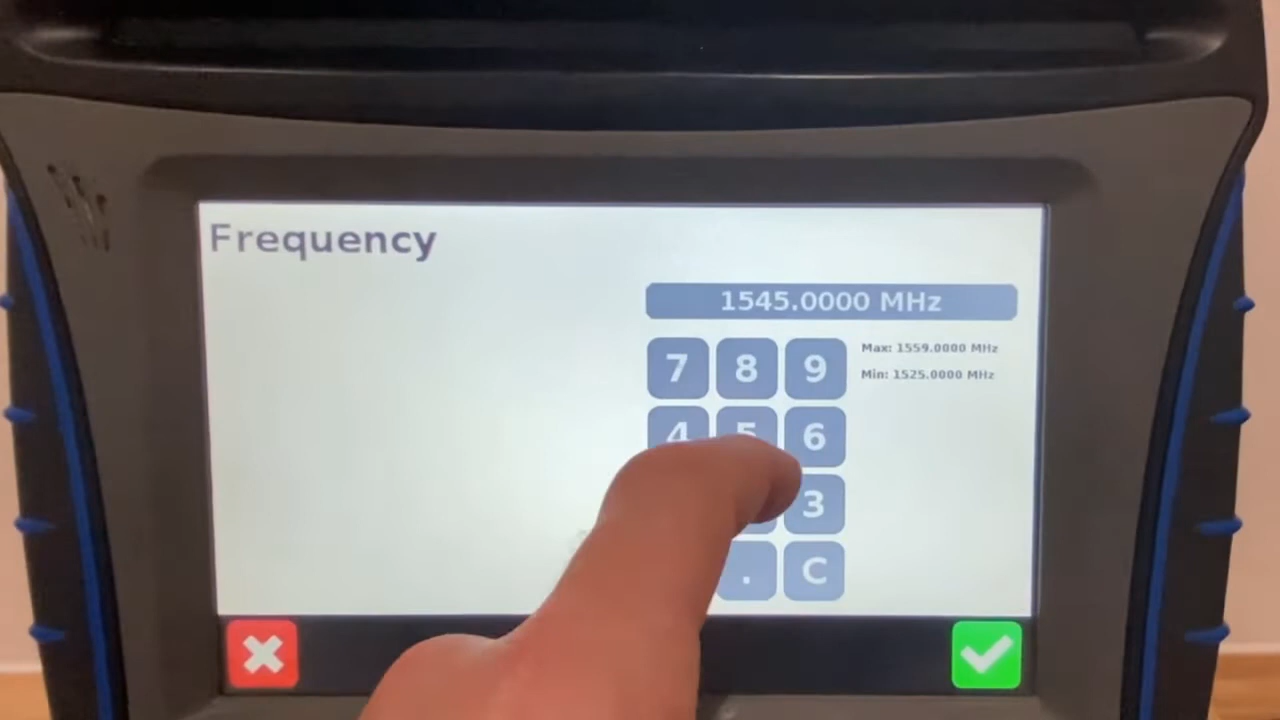 Frequency
1545.0000 MHz
7 8 9
Max: 1559.0000 MHz
Min: 1525.0000 MHz
4 5 6
3
. C